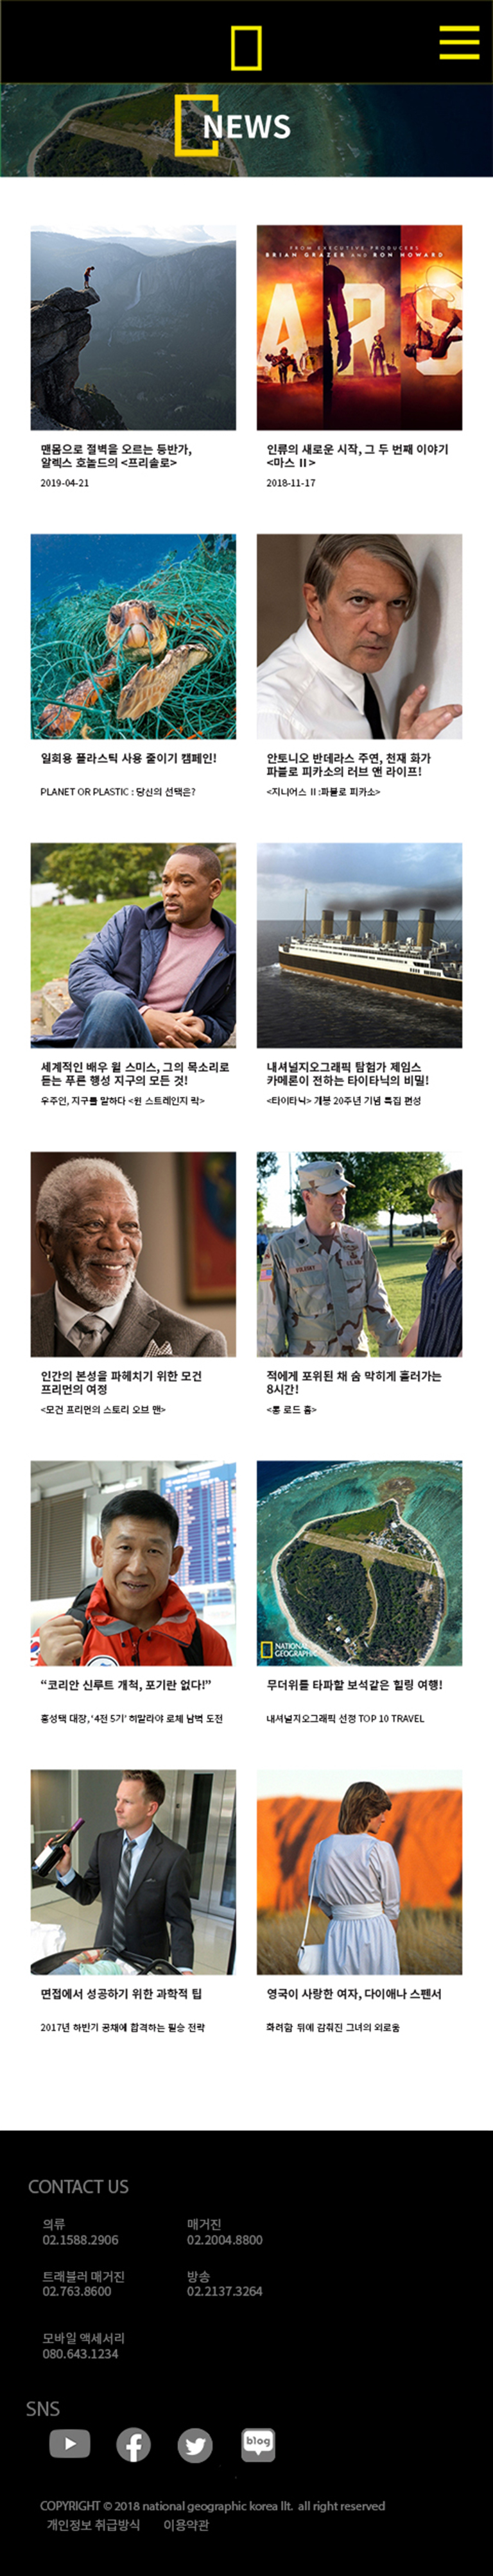 NEWS
FROM EXECUTIVE PRODUCERS
BRIAN GRAZER AND RON HOWARD
ARS
맨몸으로 절벽을 오르는 등반가,
알렉스 호놀드의 <프리솔로>
2019-04-21
인류의 새로운 시작, 그 두 번째 이야기
<마스 II>
2018-11-17
일회용 플라스틱 사용 줄이기 캠페인!
PLANET OR PLASTIC : 당신의 선택은?
안토니오 반데라스 주연, 천재 화가
파블로 피카소의 러브 앤 라이프!
<지니어스 II :파블로 피카소>
세계적인 배우 윌 스미스, 그의 목소리로
듣는 푸른 행성 지구의 모든 것!
우주인, 지구를 말하다 <원 스트레인지 락>
내셔널지오그래픽 탐험가 제임스
카메론이 전하는 타이타닉의 비밀!
<타이타닉> 개봉 20주년 기념 특집 편성
인간의 본성을 파헤치기 위한 모건
프리먼의 여정
<모건 프리먼의 스토리 오브 맨>
적에게 포위된 채 숨 막히게 흘러가는
8시간!
<롱 로드 홈>
NATIONAL
GEOGRAPHIC
“코리안 신루트 개척, 포기란 없다!”
홍성택 대장, ‘4전 5기’ 히말라야 로체 남벽 도전
무더위를 타파할 보석같은 힐링 여행!
내셔널지오그래픽 선정 TOP 10 TRAVEL
면접에서 성공하기 위한 과학적 팁
2017년 하반기 공채에 합격하는 필승 전략
영국이 사랑한 여자, 다이애나 스펜서
화려함 뒤에 감춰진 그녀의 외로움
CONTACT US
의류
02.1588.2906
매거진
02.2004.8800
트래블러 매거진
02.763.8600
방송
02.2137.3264
모바일 액세서리
080.643.1234
SNS
blog
COPYRIGHT © 2018 national geographic korea llt. all right reserved
개인정보 취급방식 이용약관